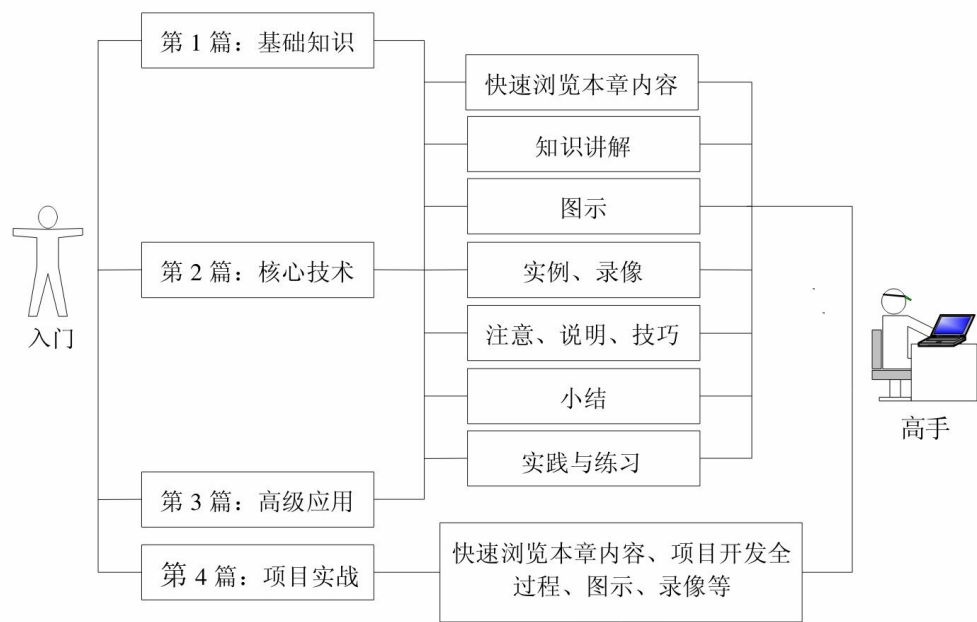 第 1 篇：基础知识
快速浏览本章内容
知识讲解
图示
第 2 篇：核心技术
实例、录像
入门
注意、说明、技巧
小结
高手
实践与练习
第 3 篇：高级应用
第 4 篇：项目实战
快速浏览本章内容、项目开发全
过程、图示、录像等